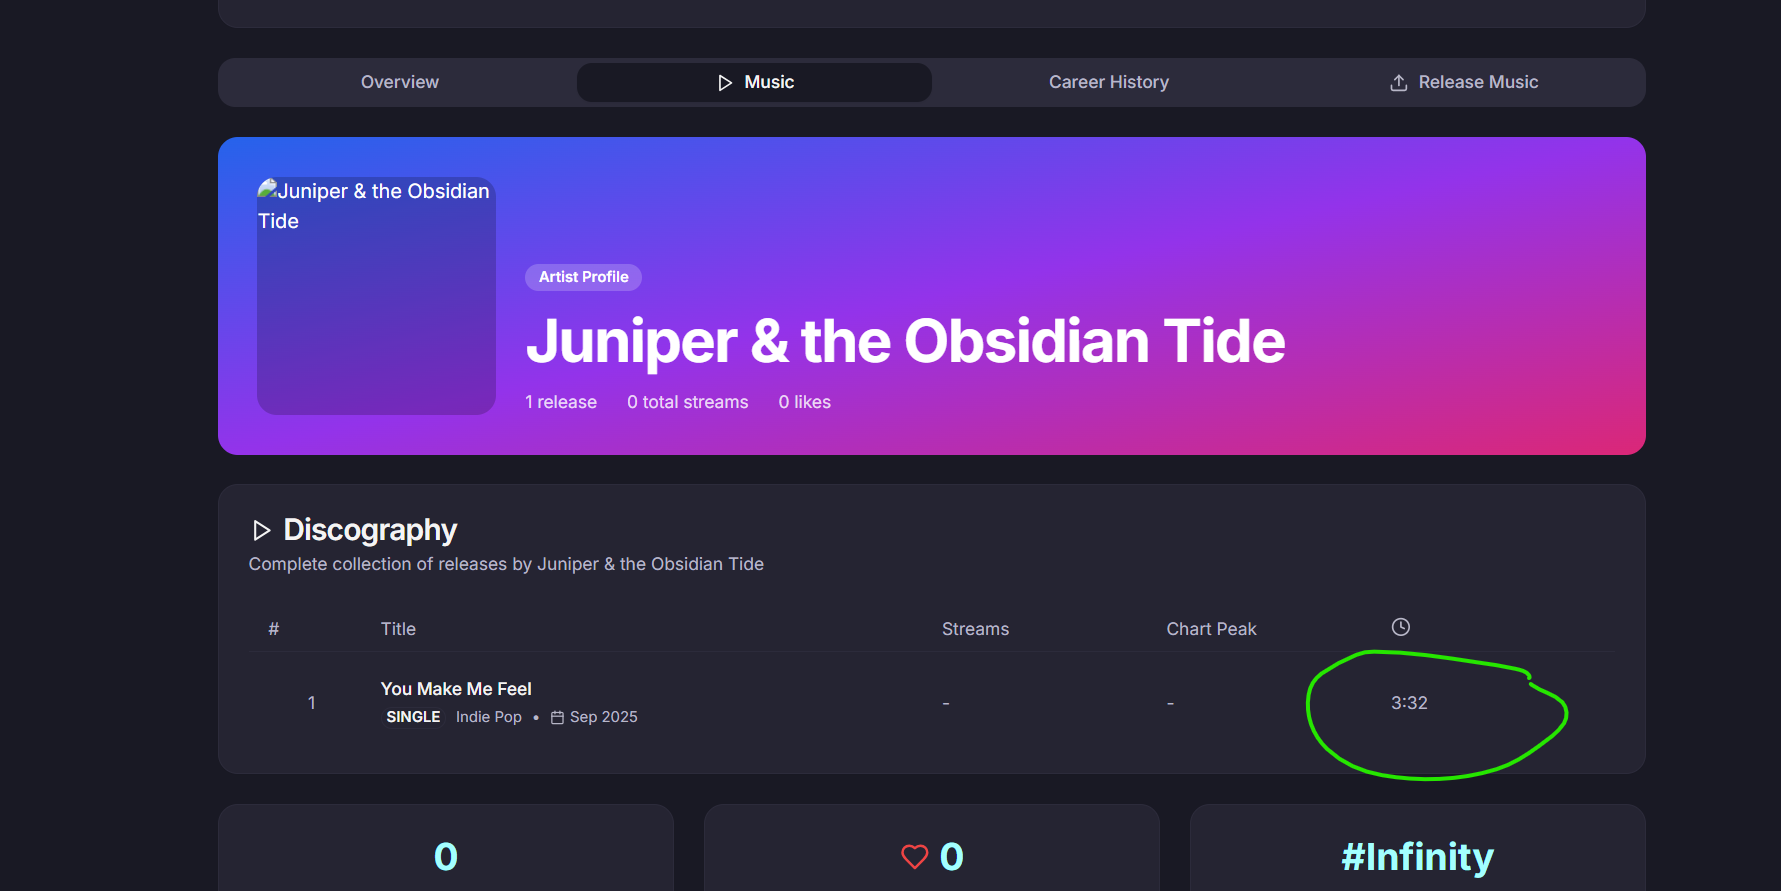 Overview
Music
Career History
Release Music
Juniper & the Obsidian
Tide
Artist Profile
Juniper & the Obsidian Tide
1 release
0 total streams
0 likes
Discography
Complete collection of releases by Juniper & the Obsidian Tide
#
Title
Streams
Chart Peak
1
You Make Me Feel
SINGLE
Indie Pop • Sep 2025
-
-
3:32
0
0
#Infinity